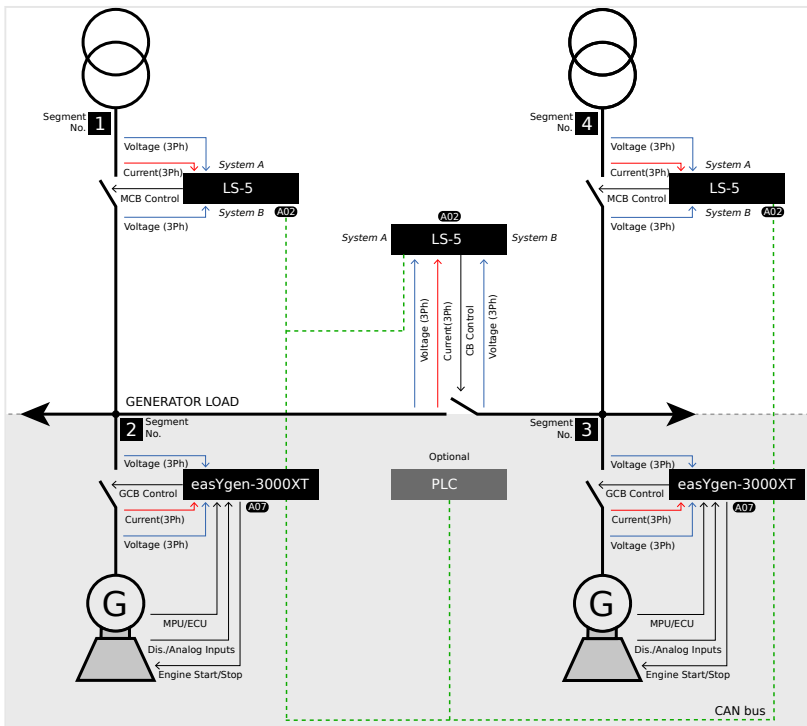 Segment
No.
1
Voltage (3Ph)
System A
Current(3Ph)
LS-5
MCB Control
System B
A02
Voltage (3Ph)
Segment
No.
4
Voltage (3Ph)
System A
Current(3Ph)
LS-5
MCB Control
System B
A02
Voltage (3Ph)
A02
System A
LS-5
System B
Voltage (3Ph)
Current(3Ph)
CB Control
Voltage (3Ph)
GENERATOR LOAD
2
Segment
No.
Segment
No.
3
Voltage (3Ph)
easYgen-3000XT
GCB Control
A07
Current(3Ph)
Voltage (3Ph)
Optional
PLC
Voltage (3Ph)
easYgen-3000XT
GCB Control
A07
Current(3Ph)
Voltage (3Ph)
G
MPU/ECU
Dis./Analog Inputs
Engine Start/Stop
G
MPU/ECU
Dis./Analog Inputs
Engine Start/Stop
CAN bus